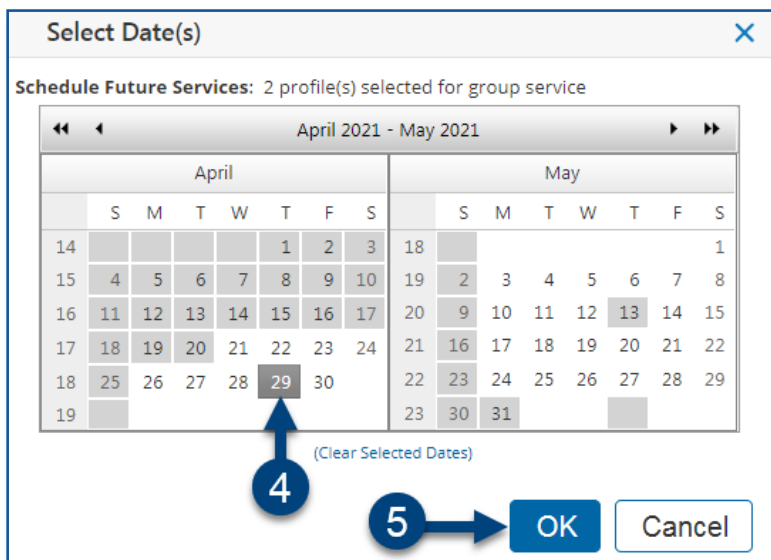 Select Date(s) ×
Schedule Future Services: 2 profile(s) selected for group service
April 2021 - May 2021
April May
S M T W T F S S M T W T F S
14 1 2 3 18 1
15 4 5 6 7 8 9 10 19 2 3 4 5 6 7 8
16 11 12 13 14 15 16 17 20 9 10 11 12 13 14 15
17 18 19 20 21 22 23 24 21 16 17 18 19 20 21 22
18 25 26 27 28 29 30 22 23 24 25 26 27 28 29
19 23 30 31
(Clear Selected Dates)
4
5 OK Cancel